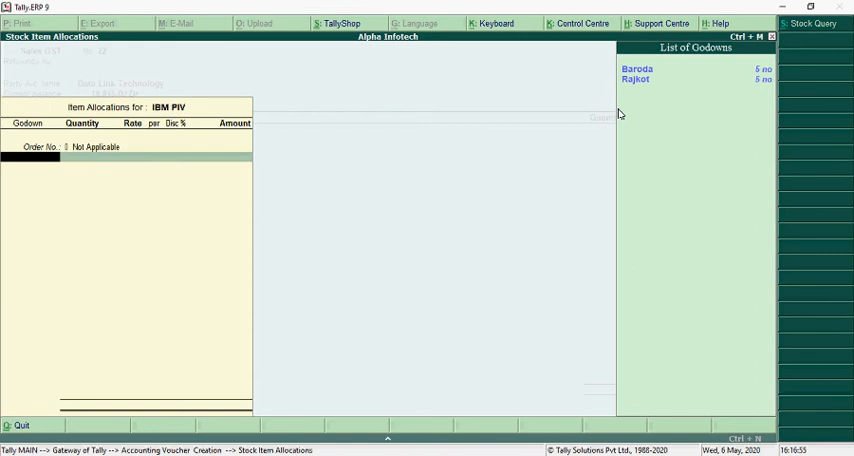 Tally.ERP 9
P: Print E: Export M: E-Mail O: Upload S: TallyShop G: Language K: Keyboard K: Control Centre H: Support Centre H: Help S: Stock Query
Stock Item Allocations Alpha Infotech Ctrl + M
List of Godowns
Baroda 5 no
Rajkot 5 no
Data Link Technology
Item Allocations for : IBM PIV
Godown Quantity Rate per Disc % Amount
Order No.: Not Applicable
Q: Quit
Ctrl + N
Tally MAIN --> Gateway of Tally --> Accounting Voucher Creation --> Stock Item Allocations © Tally Solutions Pvt Ltd., 1988-2020 Wed, 6 May, 2020 16:16:55